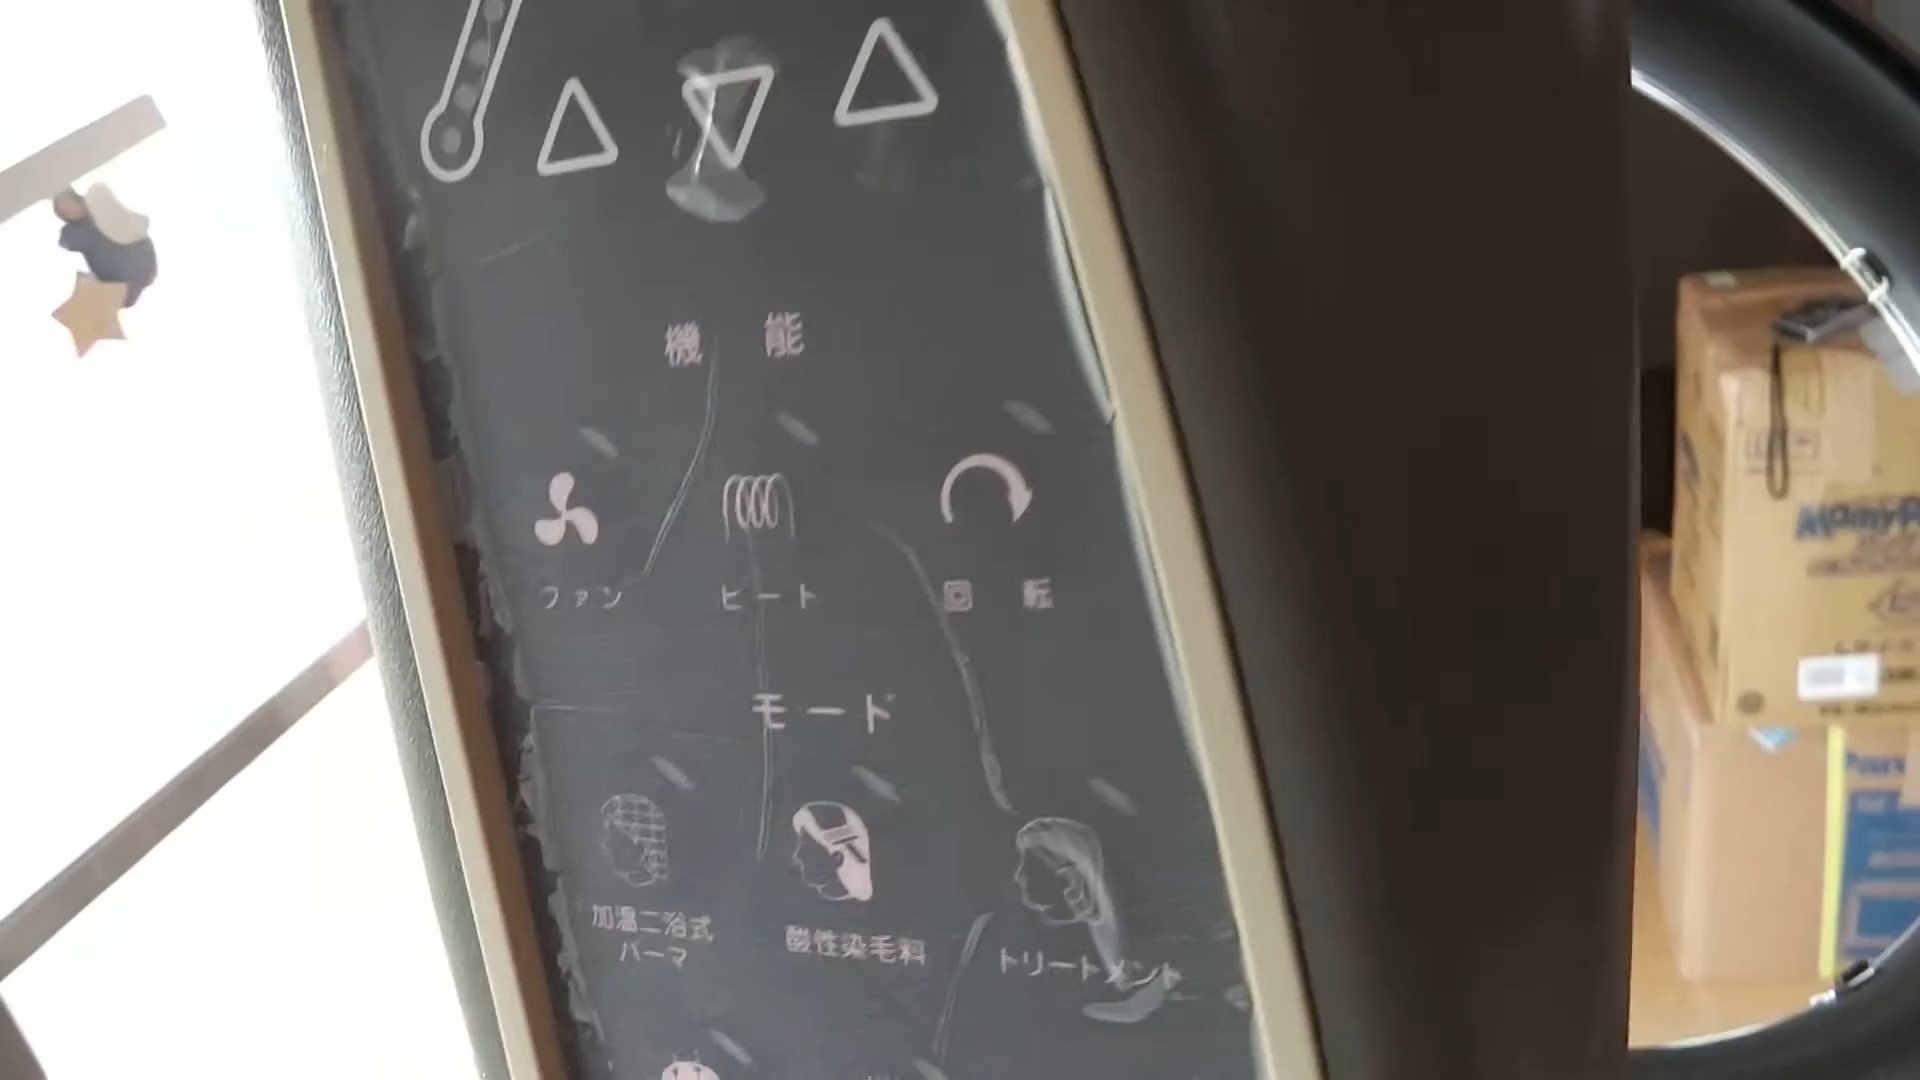 機 能
ファン ヒート 回 転
モード
加温二浴式
パーマ
酸性染毛料
トリートメント